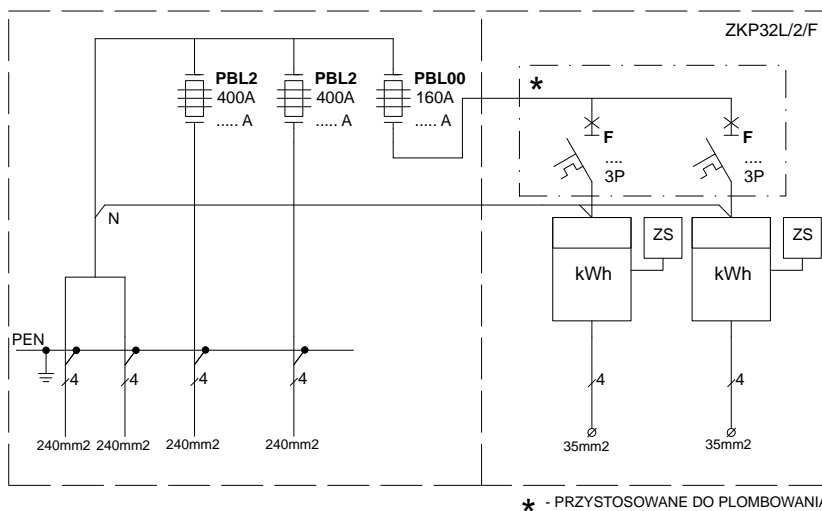 ZKP32L/2/F
PBL2 PBL2 PBL00
400A 400A 160A
..... A ..... A ..... A
*
F F
.... ....
3P 3P
N
ZS ZS
kWh kWh
PEN
4 4 4 4 4 4
240mm2 240mm2 240mm2 240mm2 35mm2 35mm2
* - PRZYSTOSOWANE DO PLOMBOWANIA